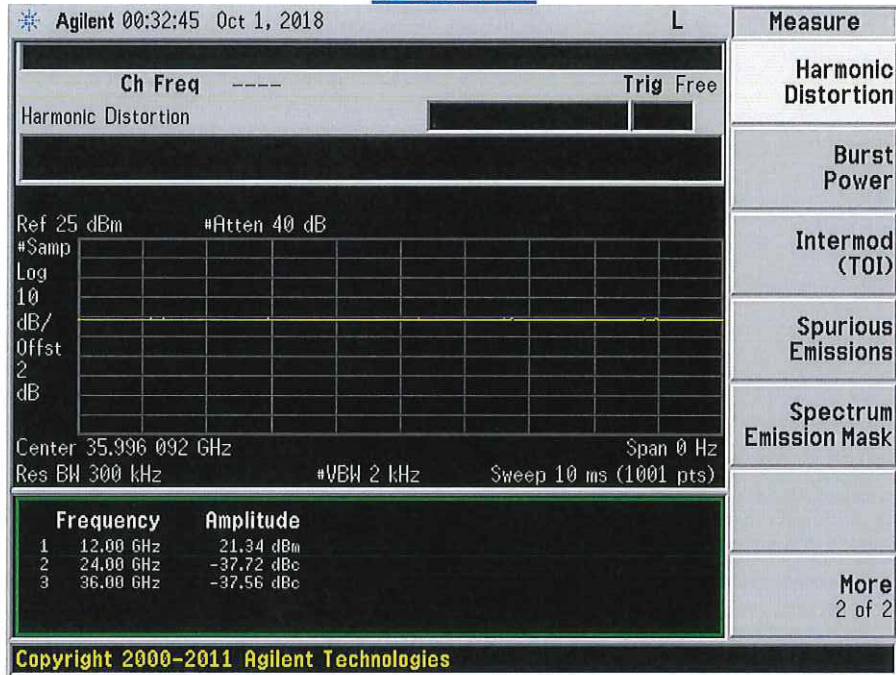 Agilent 00:32:45 Oct 1, 2018 L
Measure
Ch Freq ---- Trig Free
Harmonic Distortion
Harmonic
Distortion
Burst
Power
Intermod
(TOI)
Spurious
Emissions
Spectrum
Emission Mask
More
2 of 2
Ref 25 dBm #Atten 40 dB
#Samp
Log
10
dB/
Offst
2
dB
Center 35.996 092 GHz Span 0 Hz
Res BW 300 kHz #VBW 2 kHz Sweep 10 ms (1001 pts)
Frequency Amplitude
1 12.00 GHz 21.34 dBm
2 24.00 GHz -37.72 dBc
3 36.00 GHz -37.56 dBc
Copyright 2000-2011 Agilent Technologies